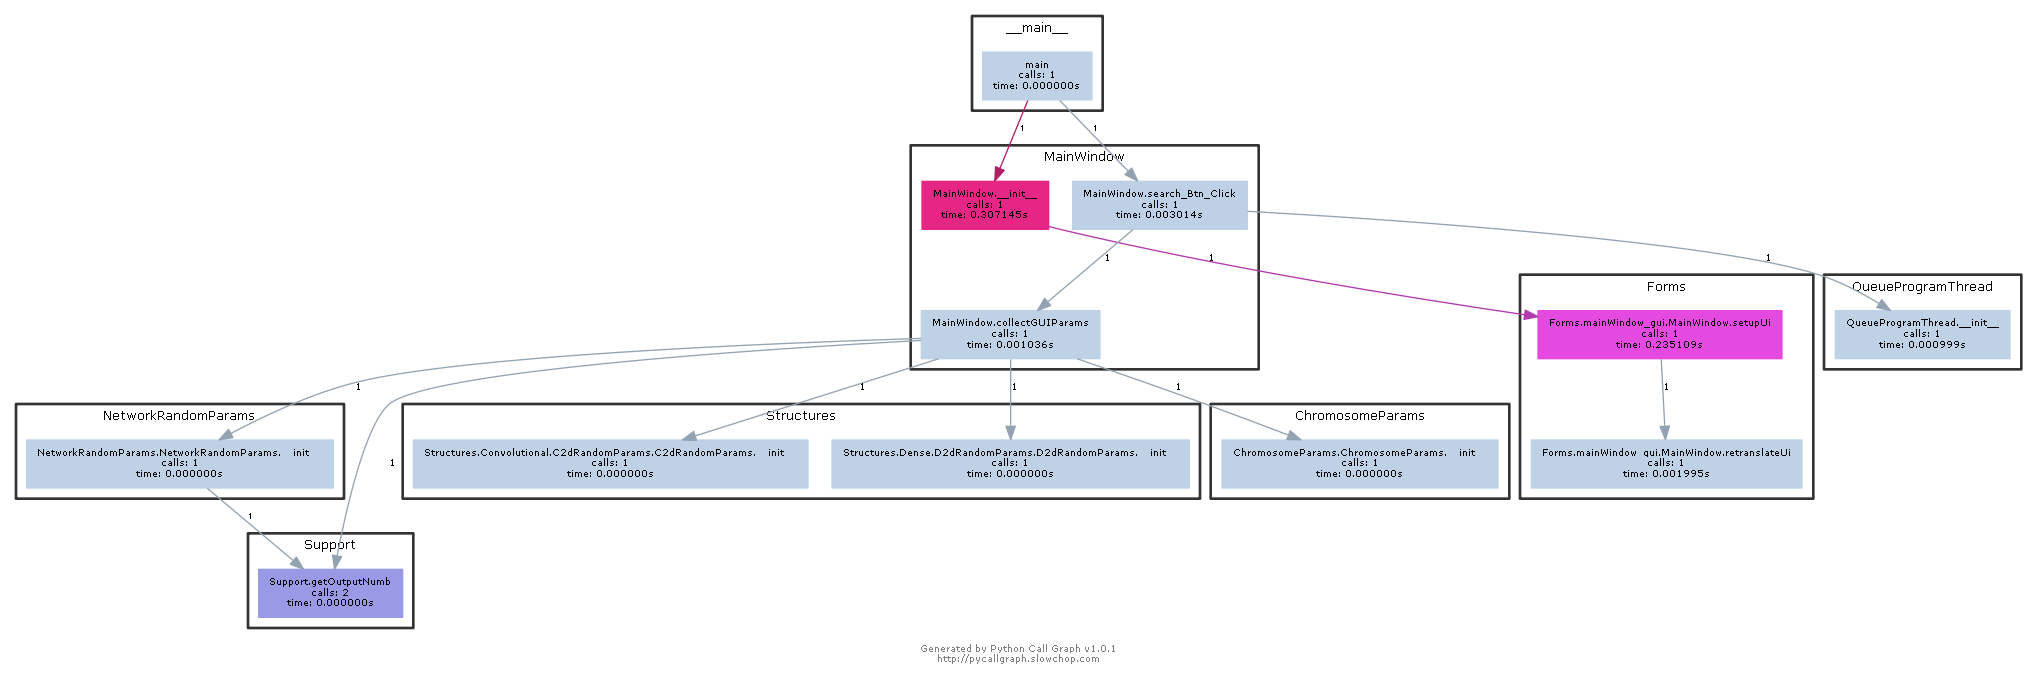 __main__
main
calls: 1
time: 0.000000s
1
1
MainWindow
MainWindow.__init__
calls: 1
time: 0.307145s
MainWindow.search_Btn_Click
calls: 1
time: 0.003014s
1
1
1
Forms
QueueProgramThread
MainWindow.collectGUIParams
calls: 1
time: 0.001036s
Forms.mainWindow_gui.MainWindow.setupUi
calls: 1
time: 0.235109s
QueueProgramThread.__init__
calls: 1
time: 0.000999s
1
1
1
1
1
NetworkRandomParams
Structures
ChromosomeParams
NetworkRandomParams.NetworkRandomParams.__init__
calls: 1
time: 0.000000s
Structures.Convolutional.C2dRandomParams.C2dRandomParams.__init__
calls: 1
time: 0.000000s
Structures.Dense.D2dRandomParams.D2dRandomParams.__init__
calls: 1
time: 0.000000s
ChromosomeParams.ChromosomeParams.__init__
calls: 1
time: 0.000000s
Forms.mainWindow_gui.MainWindow.retranslateUi
calls: 1
time: 0.001995s
1
1
Support
Support.getOutputNumb
calls: 2
time: 0.000000s
Generated by Python Call Graph v1.0.1
http://pycallgraph.slowchop.com